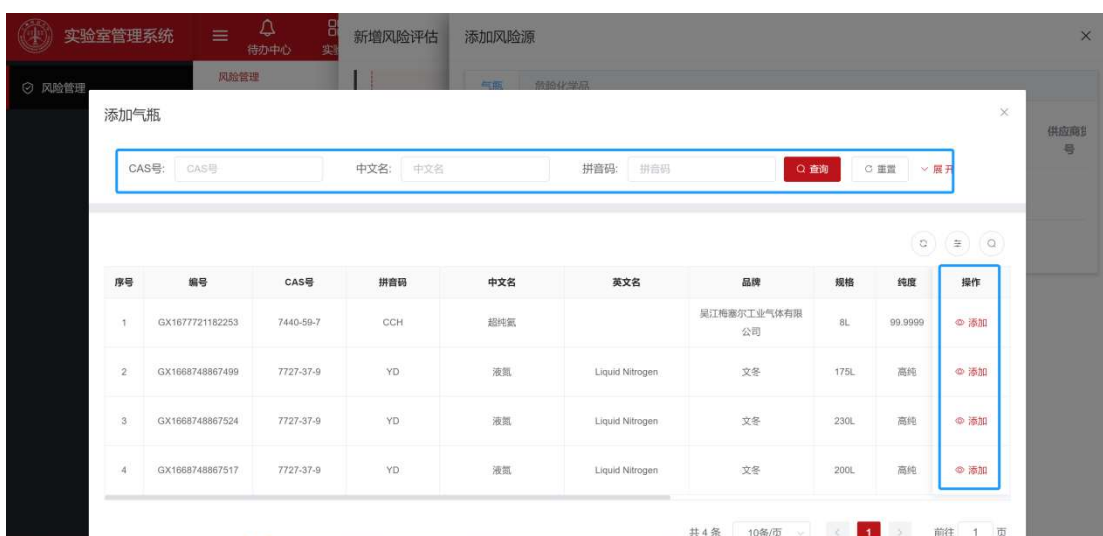 实验室管理系统
待办中心
实验
新增风险评估
添加风险源
风险管理
风险管理
气瓶 危险化学品
供应商
号
添加气瓶
CAS号: CAS号 中文名: 中文名 拼音码: 拼音码 查询 重置 展开
序号 编号 CAS号 拼音码 中文名 英文名 品牌 规格 纯度 操作
1 GX1677721182253 7440-59-7 CCH 超纯氦 吴江梅塞尔工业气体有限公司 8L 99.9999 添加
2 GX1668748867499 7727-37-9 YD 液氮 Liquid Nitrogen 文冬 175L 高纯 添加
3 GX1668748867524 7727-37-9 YD 液氮 Liquid Nitrogen 文冬 230L 高纯 添加
4 GX1668748867517 7727-37-9 YD 液氮 Liquid Nitrogen 文冬 200L 高纯 添加
共 4 条 10条/页 1 前往 1 页